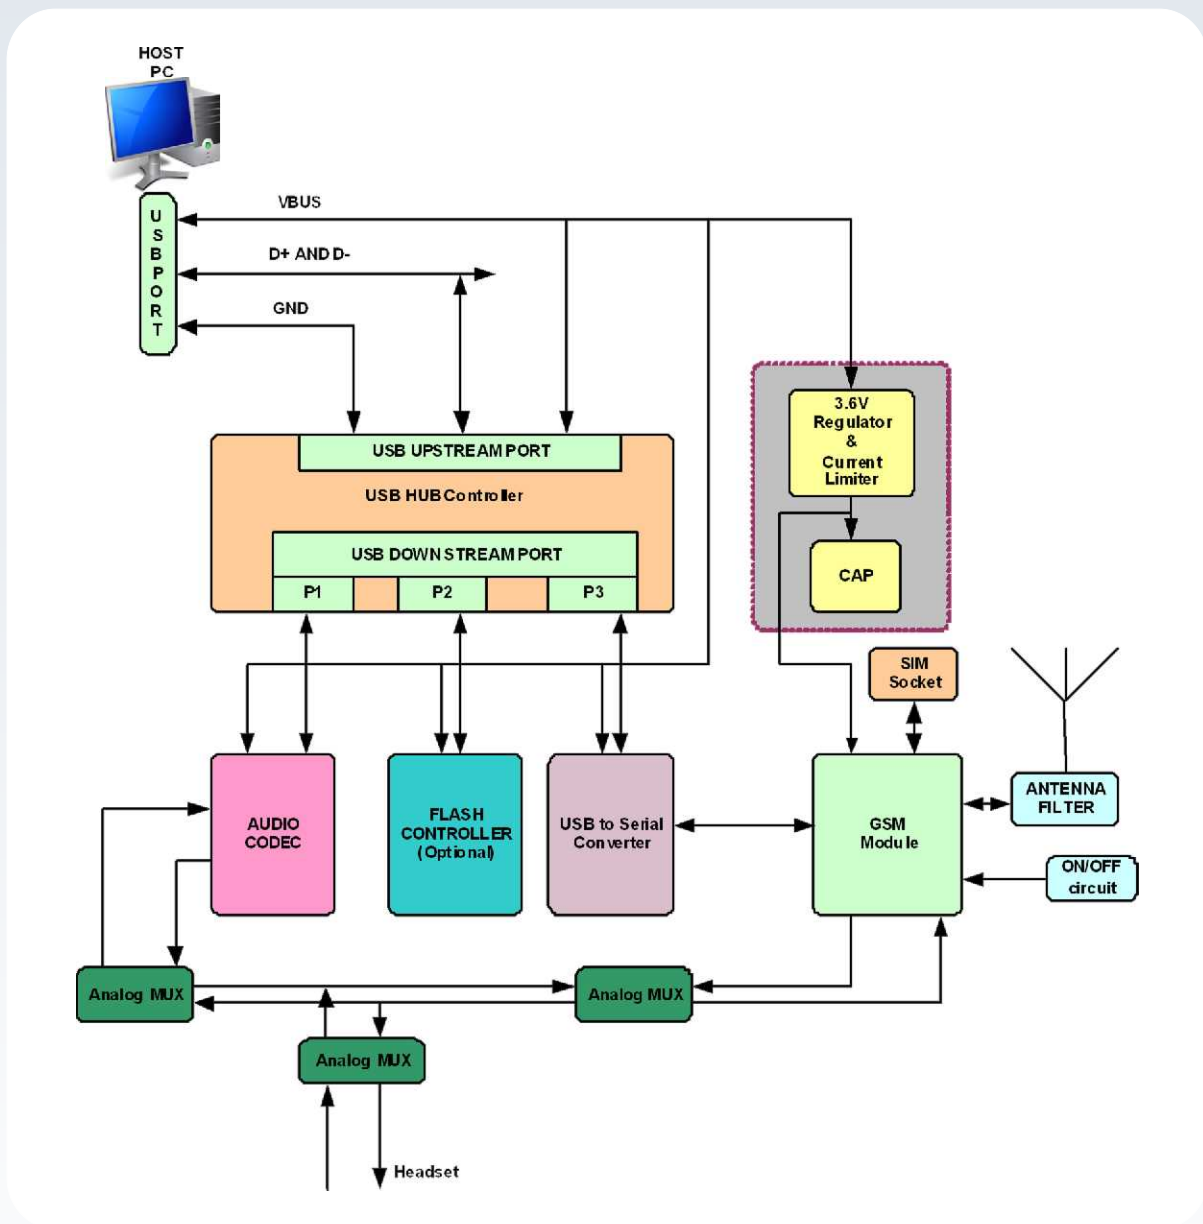 HOST
PC
USBPORT
VBUS
D+ AND D-
GND
USB UPSTREAM PORT
USB HUB Controller
USB DOWN STREAM PORT
P1
P2
P3
3.6V
Regulator
&
Current
Limiter
CAP
SIM
Socket
ANTENNA
FILTER
ON/OFF
circuit
AUDIO
CODEC
FLASH
CONTROLLER
(Optional)
USB to Serial
Converter
GSM
Module
Analog MUX
Analog MUX
Analog MUX
Headset